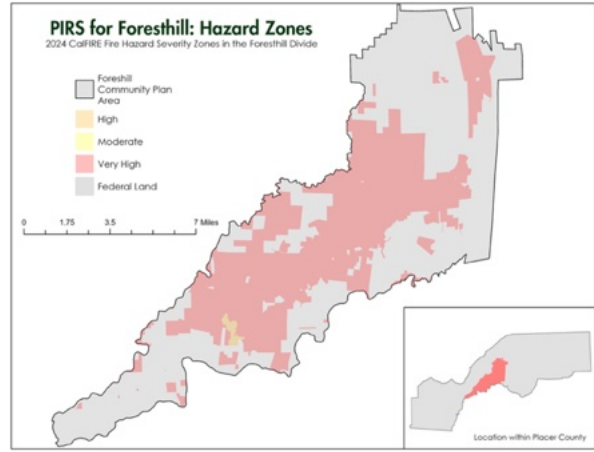 PIRS for Foresthill: Hazard Zones
2024 CalFIRE Fire Hazard Severity Zones in the Foresthill Divide
Foreshill
Community Plan
Area
High
Moderate
Very High
Federal Land
0 1.75 3.5 7 Miles
Location within Placer County